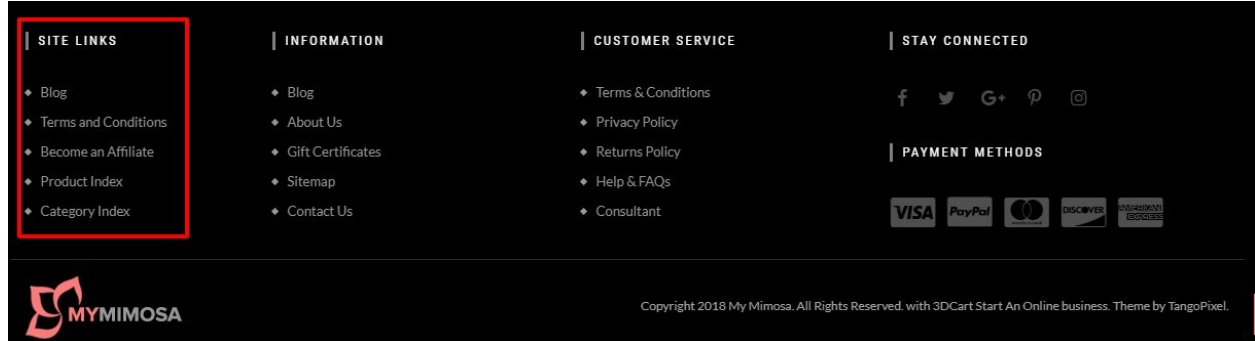 SITE LINKS
Blog
Terms and Conditions
Become an Affiliate
Product Index
Category Index
INFORMATION
Blog
About Us
Gift Certificates
Sitemap
Contact Us
CUSTOMER SERVICE
Terms & Conditions
Privacy Policy
Returns Policy
Help & FAQs
Consultant
STAY CONNECTED
f G+
PAYMENT METHODS
VISA PayPal DISCOVER AMERICAN EXPRESS
MYMIMOSA
Copyright 2018 My Mimosa. All Rights Reserved. with 3DCart Start An Online business. Theme by TangoPixel.